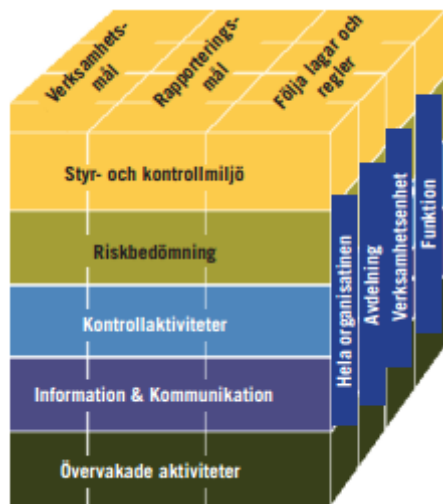 Verksamhets-
mål
Rapporterings-
mål
Följa lagar och
regler
Styr- och kontrollmiljö
Riskbedömning
Kontrollaktiviteter
Information & Kommunikation
Övervakade aktiviteter
Hela organisatinen
Avdelning
Verksamhetsenhet
Funktion